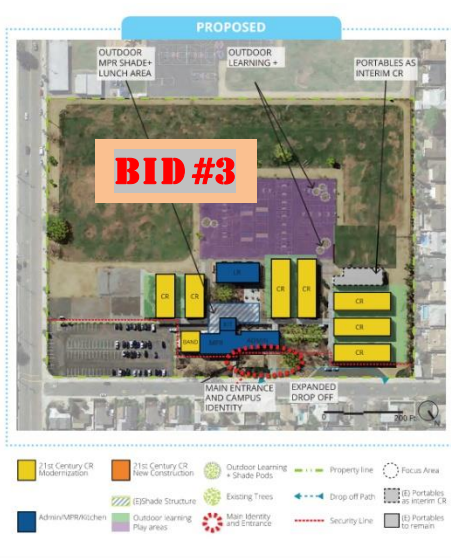 PROPOSED
OUTDOOR
MPR SHADE+
LUNCH AREA
OUTDOOR
LEARNING +
PORTABLES AS
INTERIM CR
BID #3
CR
CR
CR
CR
CR
CR
CR
BAND
MPR
ADMIN
MAIN ENTRANCE
AND CAMPUS
IDENTITY
EXPANDED
DROP OFF
0
200 Ft
N
21st Century CR
Modernization
21st Century CR
New Construction
Outdoor Learning
+ Shade Pods
Property line
Focus Area
(E)Shade Structure
Existing Trees
Drop off Path
(E) Portables
as interim CR
Admin/MPR/Kitchen
Outdoor learning
Play areas
Main Identity
and Entrance
Security Line
(E) Portables
to remain